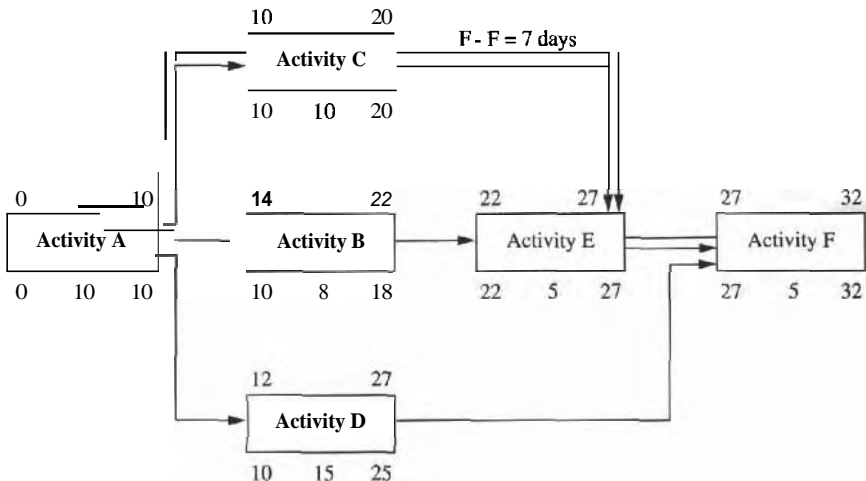 10 20
F - F = 7 days
Activity C
10 10 20
0 10
14 22
22 27
27 32
Activity A
Activity B
Activity E
Activity F
0 10 10
10 8 18
22 5 27
27 5 32
12 27
Activity D
10 15 25